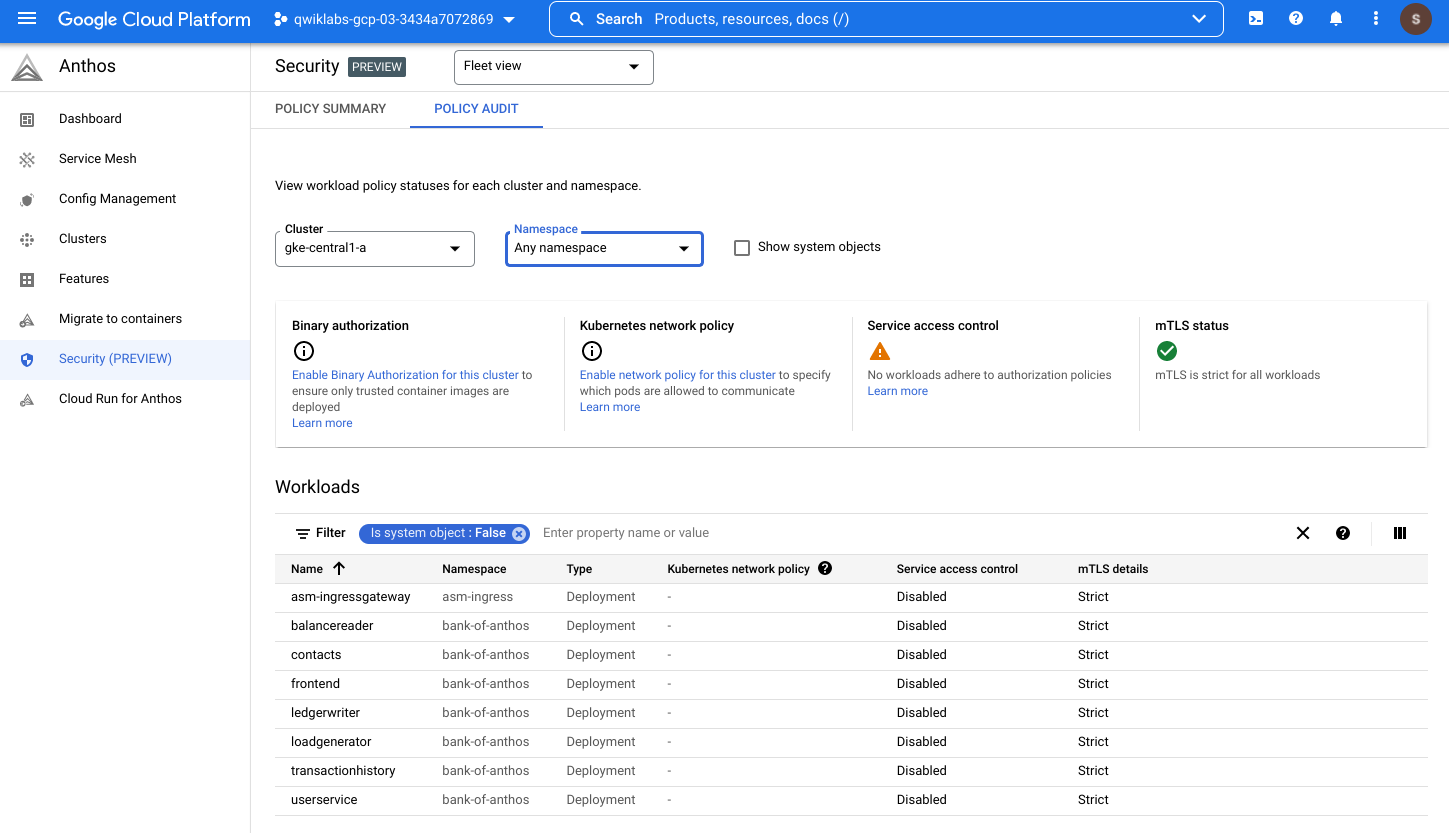 Google Cloud Platform
qwiklabs-gcp-03-3434a7072869
Search Products, resources, docs (/)
S
Anthos
Dashboard
Service Mesh
Config Management
Clusters
Features
Migrate to containers
Security (PREVIEW)
Cloud Run for Anthos
Security PREVIEW
Fleet view
POLICY SUMMARY POLICY AUDIT
View workload policy statuses for each cluster and namespace.
Cluster
gke-central1-a
Namespace
Any namespace
Show system objects
Binary authorization
Enable Binary Authorization for this cluster to
ensure only trusted container images are
deployed
Learn more
Kubernetes network policy
Enable network policy for this cluster to specify
which pods are allowed to communicate
Learn more
Service access control
No workloads adhere to authorization policies
Learn more
mTLS status
mTLS is strict for all workloads
Workloads
Filter Is system object : False Enter property name or value
Name Namespace Type Kubernetes network policy Service access control mTLS details
asm-ingressgateway asm-ingress Deployment - Disabled Strict
balancereader bank-of-anthos Deployment - Disabled Strict
contacts bank-of-anthos Deployment - Disabled Strict
frontend bank-of-anthos Deployment - Disabled Strict
ledgerwriter bank-of-anthos Deployment - Disabled Strict
loadgenerator bank-of-anthos Deployment - Disabled Strict
transactionhistory bank-of-anthos Deployment - Disabled Strict
userservice bank-of-anthos Deployment - Disabled Strict